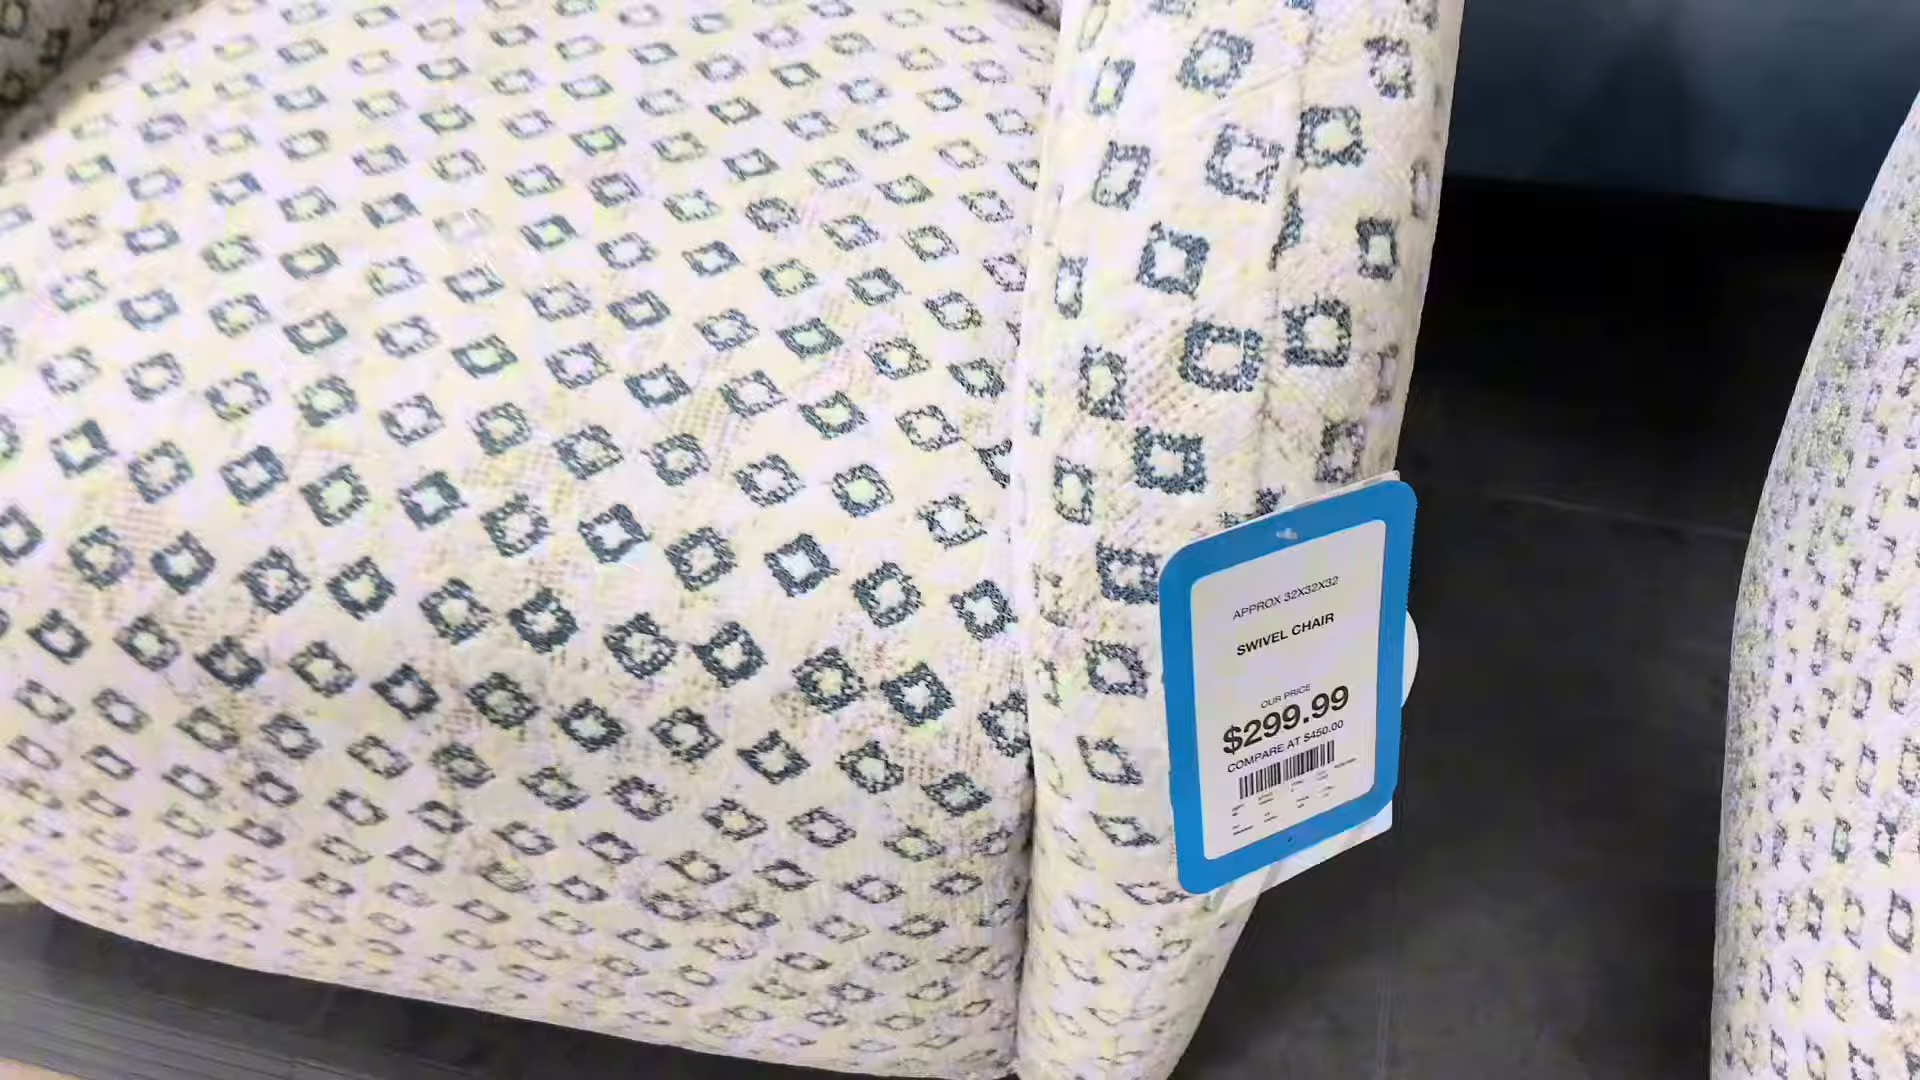 APPROX 32X32X32
SWIVEL CHAIR
OUR PRICE
$299.99
COMPARE AT $450.00